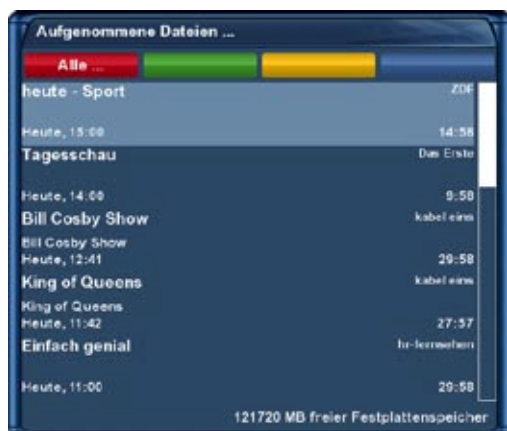 Aufgenommene Dateien ...
Alle ...
heute - Sport ZDF
Heute, 15:00 14:58
Tagesschau Das Erste
Heute, 14:00 9:58
Bill Cosby Show kabel eins
Bill Cosby Show
Heute, 12:41 29:58
King of Queens kabel eins
King of Queens
Heute, 11:42 27:57
Einfach genial hr-fernsehen
Heute, 11:00 29:58
121720 MB freier Festplattenspeicher